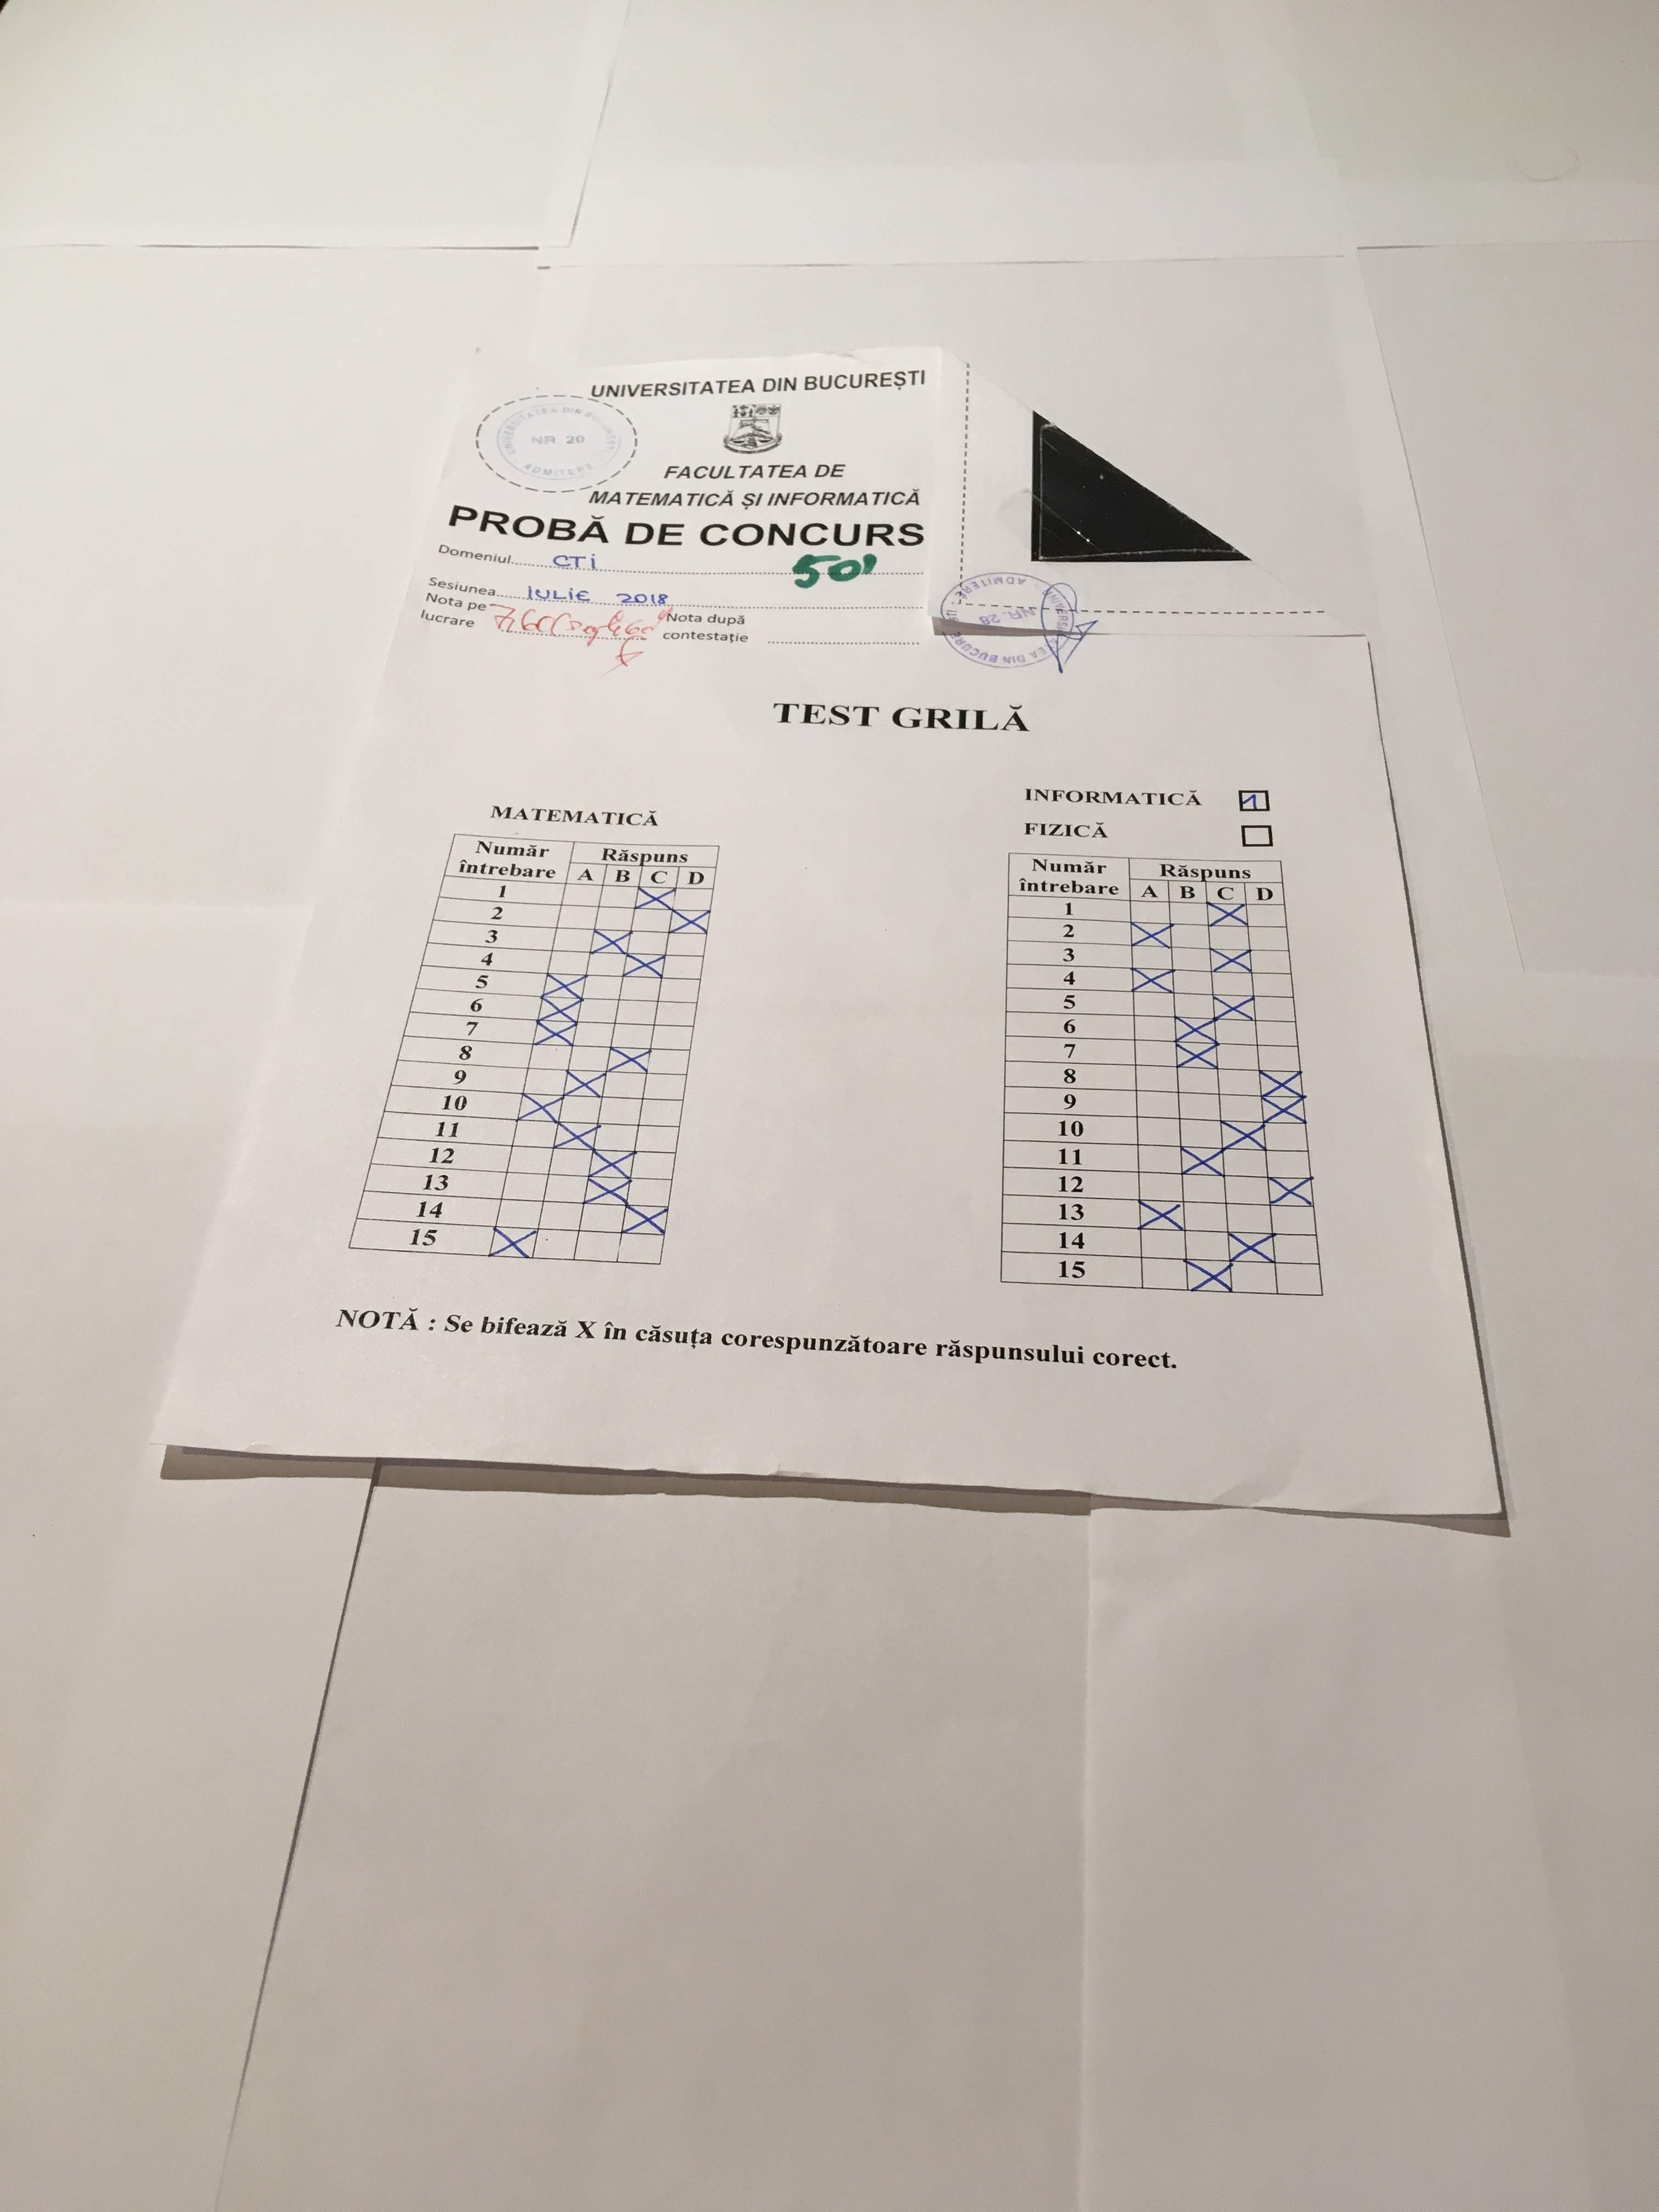 UNIVERSITATEA DIN BUCUREȘTI
UNIVERSITATEA DIN BUCUREȘTI
NR. 20
ADMITERE
FACULTATEA DE
MATEMATICĂ ȘI INFORMATICĂ
PROBĂ DE CONCURS
Domeniul CTi
501
Sesiunea iULiE 2018
Nota pe lucrare 7,60
Nota după contestație
ADMITERE
NR. 28
UNIVERSITATEA DIN BUCUREȘTI
TEST GRILĂ
MATEMATICĂ
Număr întrebare Răspuns
A B C D
1 X
2 X
3 X
4 X
5 X
6 X
7 X
8 X
9 X
10 X
11 X
12 X
13 X
14 X
15 X
INFORMATICĂ 1
FIZICĂ
Număr întrebare Răspuns
A B C D
1 X
2 X
3 X
4 X
5 X
6 X
7 X
8 X
9 X
10 X
11 X
12 X
13 X
14 X
15 X
NOTĂ : Se bifează X în căsuța corespunzătoare răspunsului corect.